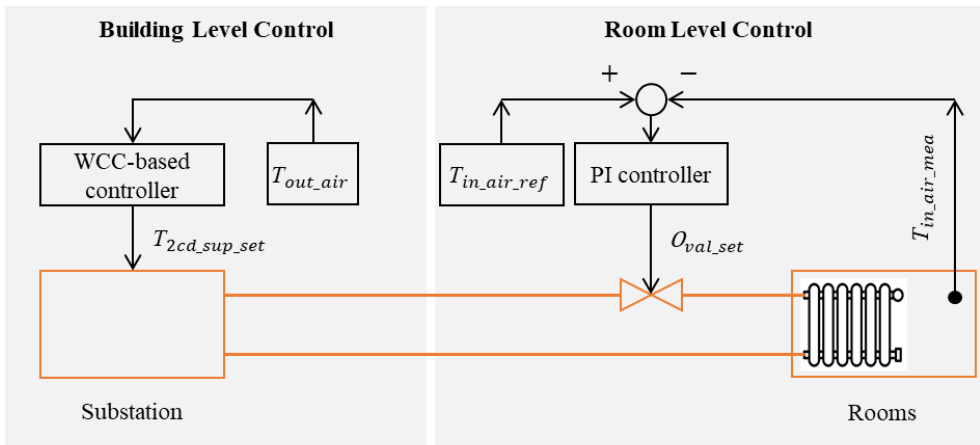 Building Level Control
Room Level Control
+
−
WCC-based
controller
T_out_air
T_in_air_ref
PI controller
T_in_air_mea
T_2cd_sup_set
O_val_set
Substation
Rooms